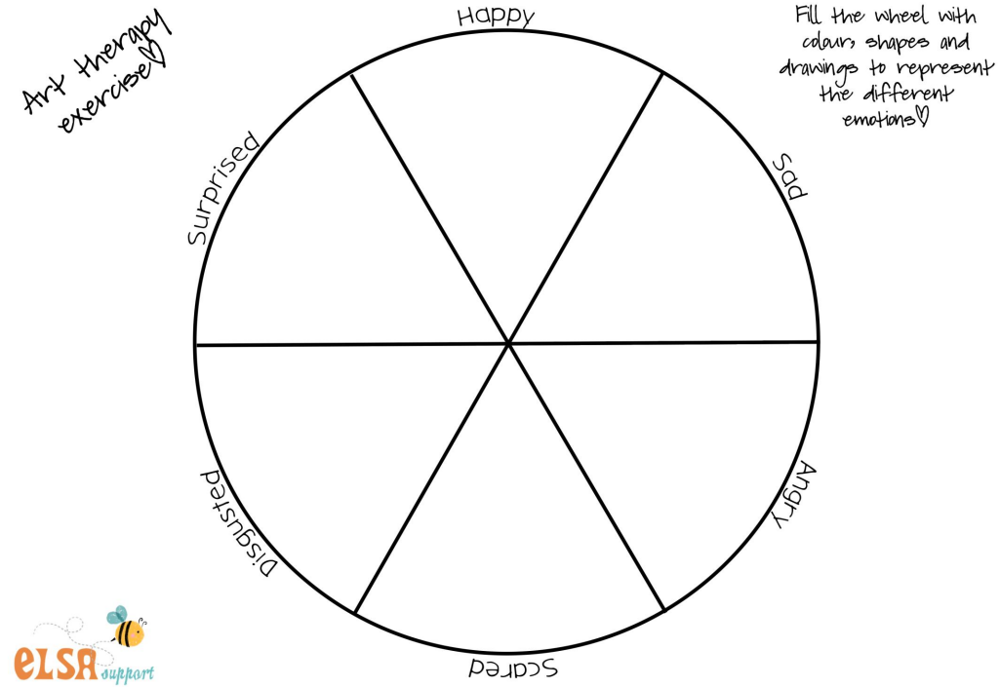 Art therapy
exercise♡
Fill the wheel with
colour, shapes and
drawings to represent
the different
emotions♡
Happy
Sad
Angry
Scared
Disgusted
Surprised
ELSA support